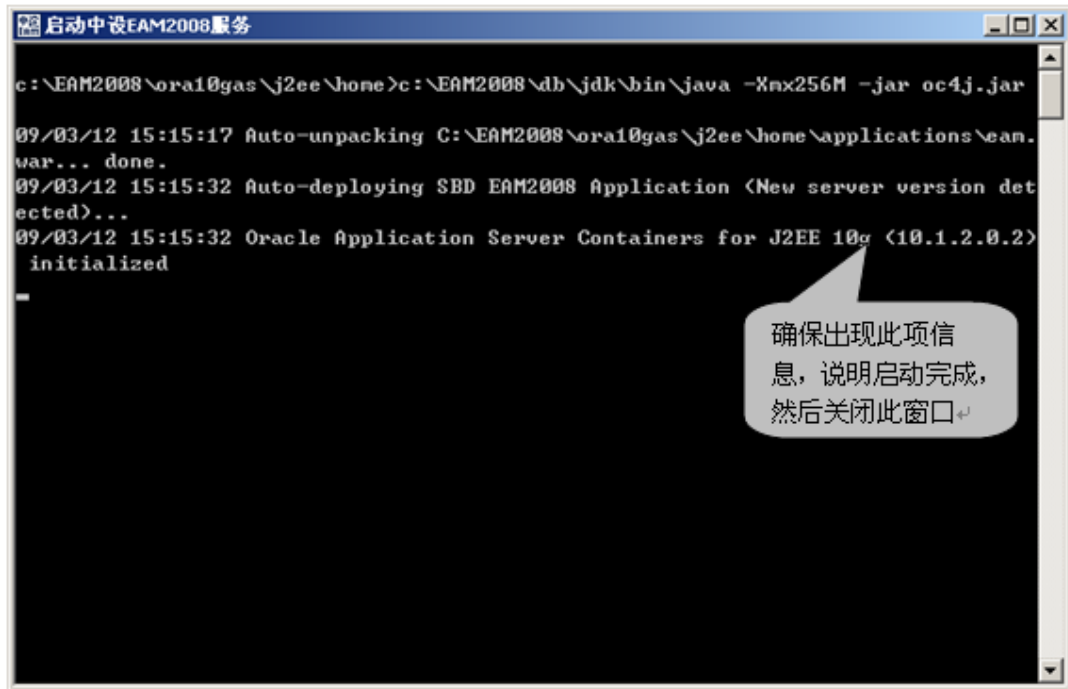 启动中设EAM2008服务
c:\EAM2008\ora10gas\j2ee\home>c:\EAM2008\db\jdk\bin\java -Xmx256M -jar oc4j.jar
09/03/12 15:15:17 Auto-unpacking C:\EAM2008\ora10gas\j2ee\home\applications\eam.
war... done.
09/03/12 15:15:32 Auto-deploying SBD EAM2008 Application (New server version det
ected)...
09/03/12 15:15:32 Oracle Application Server Containers for J2EE 10g (10.1.2.0.2)
initialized
确保出现此项信
息，说明启动完成，
然后关闭此窗口↵